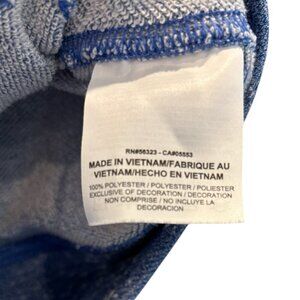 RN#56323 - CA#05553
MADE IN VIETNAM/FABRIQUE AU
VIETNAM/HECHO EN VIETNAM
100% POLYESTER / POLYESTER / POLIESTER
EXCLUSIVE OF DECORATION / DECORATION
NON COMPRISE / NO INCLUYE LA
DECORACION